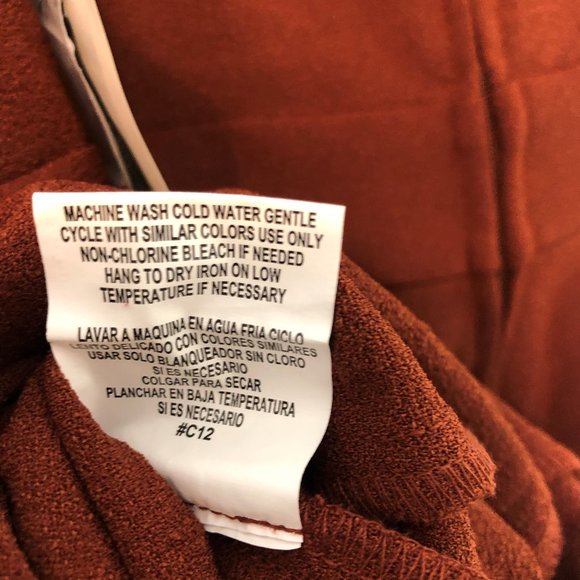 MACHINE WASH COLD WATER GENTLE
CYCLE WITH SIMILAR COLORS USE ONLY
NON-CHLORINE BLEACH IF NEEDED
HANG TO DRY IRON ON LOW
TEMPERATURE IF NECESSARY
LAVAR A MAQUINA EN AGUA FRIA CICLO
LENTO DELICADO CON COLORES SIMILARES
USAR SOLO BLANQUEADOR SIN CLORO
SI ES NECESARIO
COLGAR PARA SECAR
PLANCHAR EN BAJA TEMPERATURA
SI ES NECESARIO
#C12